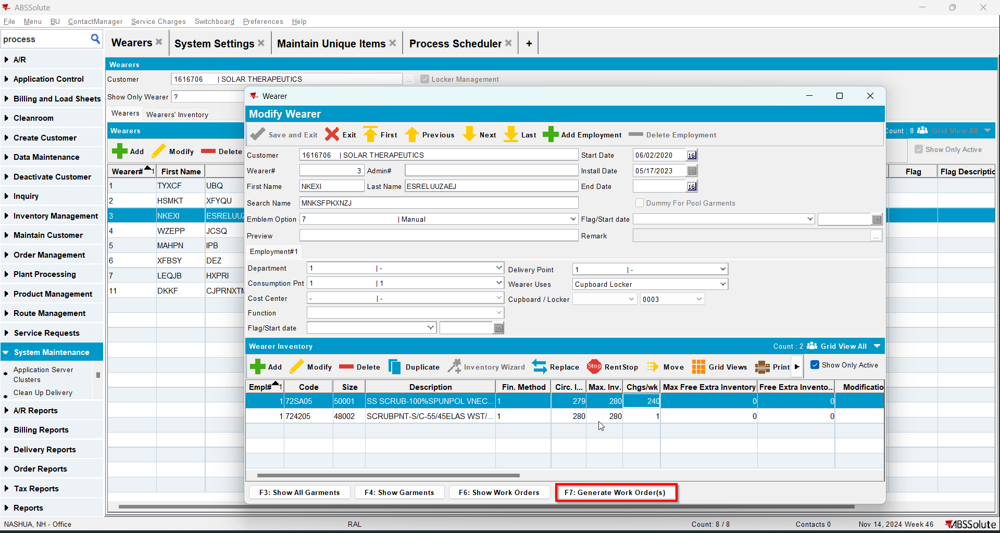 ABSSolute
File Menu BU ContactManager Service Charges Switchboard Preferences Help
process
Wearers
System Settings
Maintain Unique Items
Process Scheduler
+
A/R
Application Control
Billing and Load Sheets
Cleanroom
Create Customer
Data Maintenance
Deactivate Customer
Inquiry
Inventory Management
Maintain Customer
Order Management
Plant Processing
Product Management
Route Management
Service Requests
System Maintenance
Application Server
Clusters
Clean Up Delivery
A/R Reports
Billing Reports
Delivery Reports
Order Reports
Tax Reports
Reports
Wearers
Customer 1616706 | SOLAR THERAPEUTICS ... Locker Management
Show Only Wearer ?
Wearers Wearers' Inventory
Wearers
Count : 8 Grid View All
Add Modify Delete
Show Only Active
Wearer# 1 First Name
Flag Flag Descriptio
1 TYXCF UBQ
2 HSMKT XFYQU
3 NKEXI ESRELUUZ
4 WZEPP JCSQ
5 MAHPN IPB
6 XFBSY DEZ
7 LEQJB HXPRI
11 DKKF CJPRNXTM
Wearer
Modify Wearer
Save and Exit Exit First Previous Next Last Add Employment Delete Employment
Customer 1616706 | SOLAR THERAPEUTICS Start Date 06/02/2020 16
Wearer# 3 Admin# Install Date 05/17/2023 16
First Name NKEXI Last Name ESRELUUZAEJ End Date 16
Search Name MNKSFPKXNZJ Dummy For Pool Garments
Emblem Option 7 | Manual Flag/Start date 16
Preview Remark ...
Employment#1
Department 1 | - Delivery Point 1 | -
Consumption Pnt 1 | 1 Wearer Uses Cupboard Locker
Cost Center - | - Cupboard / Locker 0003
Function
Flag/Start date 16
Wearer Inventory Count : 2 Grid View All
Add Modify Delete Duplicate Inventory Wizard Replace Stop RentStop Move Grid Views Print Show Only Active
Empl# 1 Code Size Description Fin. Method Circ. I... Max. Inv. Chgs/wk Max Free Extra Inventory Free Extra Invento... Modificatio
1 72SA05 50001 SS SCRUB-100%SPUNPOL VNEC... 1 279 280 240 0 0
1 724205 48002 SCRUBPNT-S/C-55/45ELAS WST/... 1 280 280 1 0 0
F3: Show All Garments F4: Show Garments F6: Show Work Orders F7: Generate Work Order(s)
NASHUA, NH - Office RAL Count: 8 / 8 Contacts 0 Nov 14, 2024 Week 46 ABSSolute